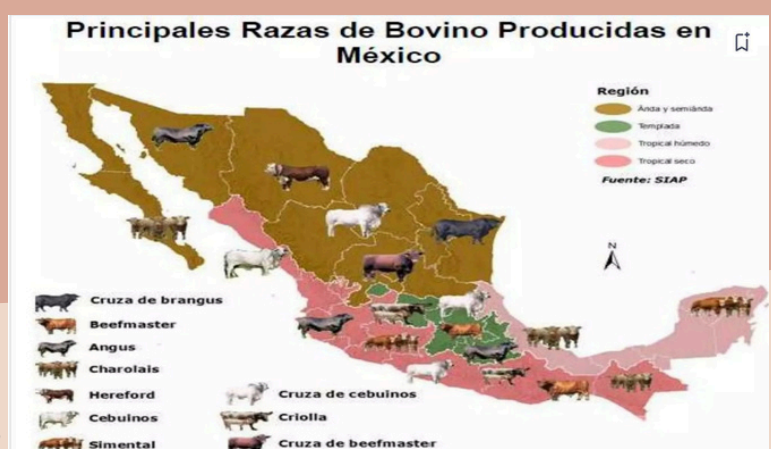 Principales Razas de Bovino Producidas en
México
Región
Árida y semiárida
Templada
Tropical húmedo
Tropical seco
Fuente: SIAP
N
Cruza de brangus
Beefmaster
Angus
Charolais
Hereford
Cebuinos
Simental
Cruza de cebuinos
Criolla
Cruza de beefmaster